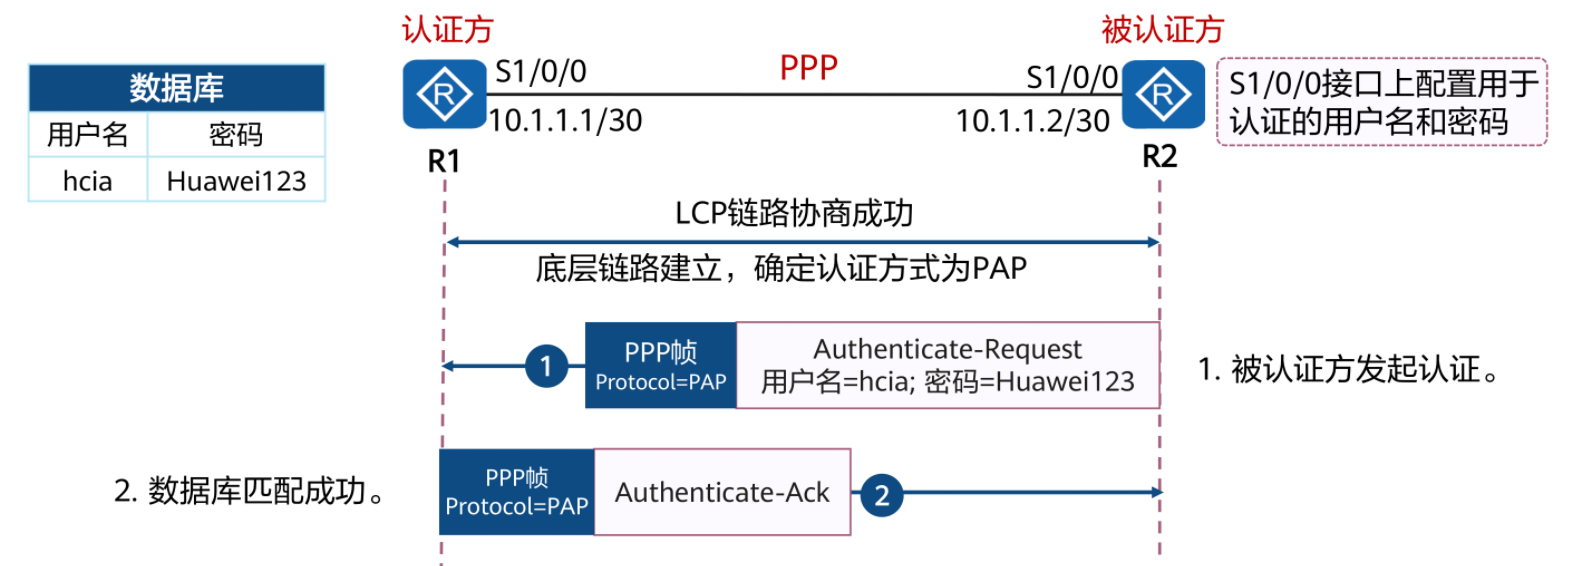 认证方
被认证方
S1/0/0
PPP
S1/0/0
10.1.1.1/30
10.1.1.2/30
R
R
R1
R2
S1/0/0接口上配置用于
认证的用户名和密码
数据库
用户名 密码
hcia Huawei123
LCP链路协商成功
底层链路建立，确定认证方式为PAP
1
PPP帧
Protocol=PAP
Authenticate-Request
用户名=hcia; 密码=Huawei123
1. 被认证方发起认证。
2. 数据库匹配成功。
PPP帧
Protocol=PAP
Authenticate-Ack
2